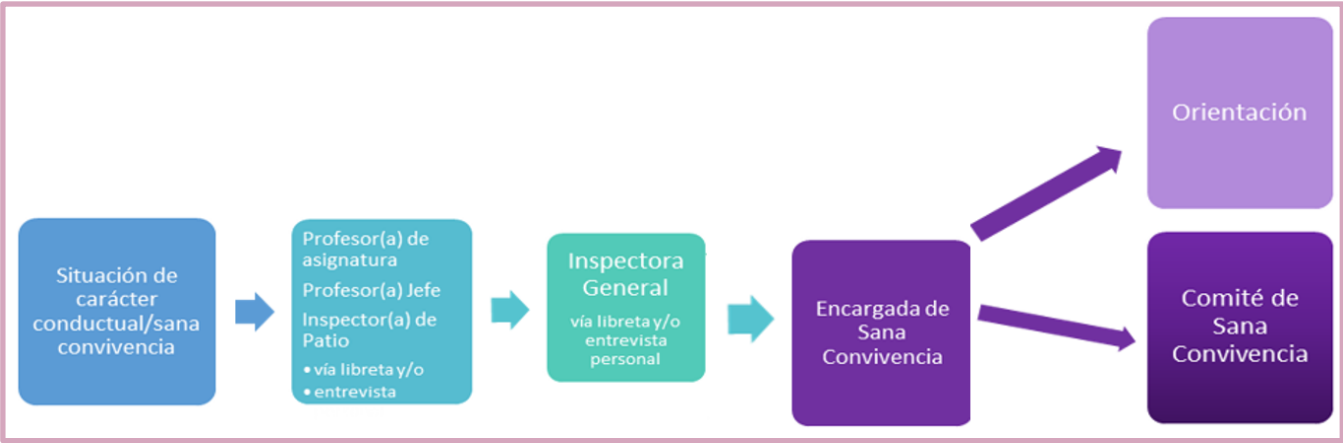 Situación de
carácter
conductual/sana
convivencia
Profesor(a) de
asignatura
Profesor(a) Jefe
Inspector(a) de
Patio
• vía libreta y/o
• entrevista
Inspectora
General
vía libreta y/o
entrevista
personal
Encargada de
Sana
Convivencia
Orientación
Comité de
Sana
Convivencia